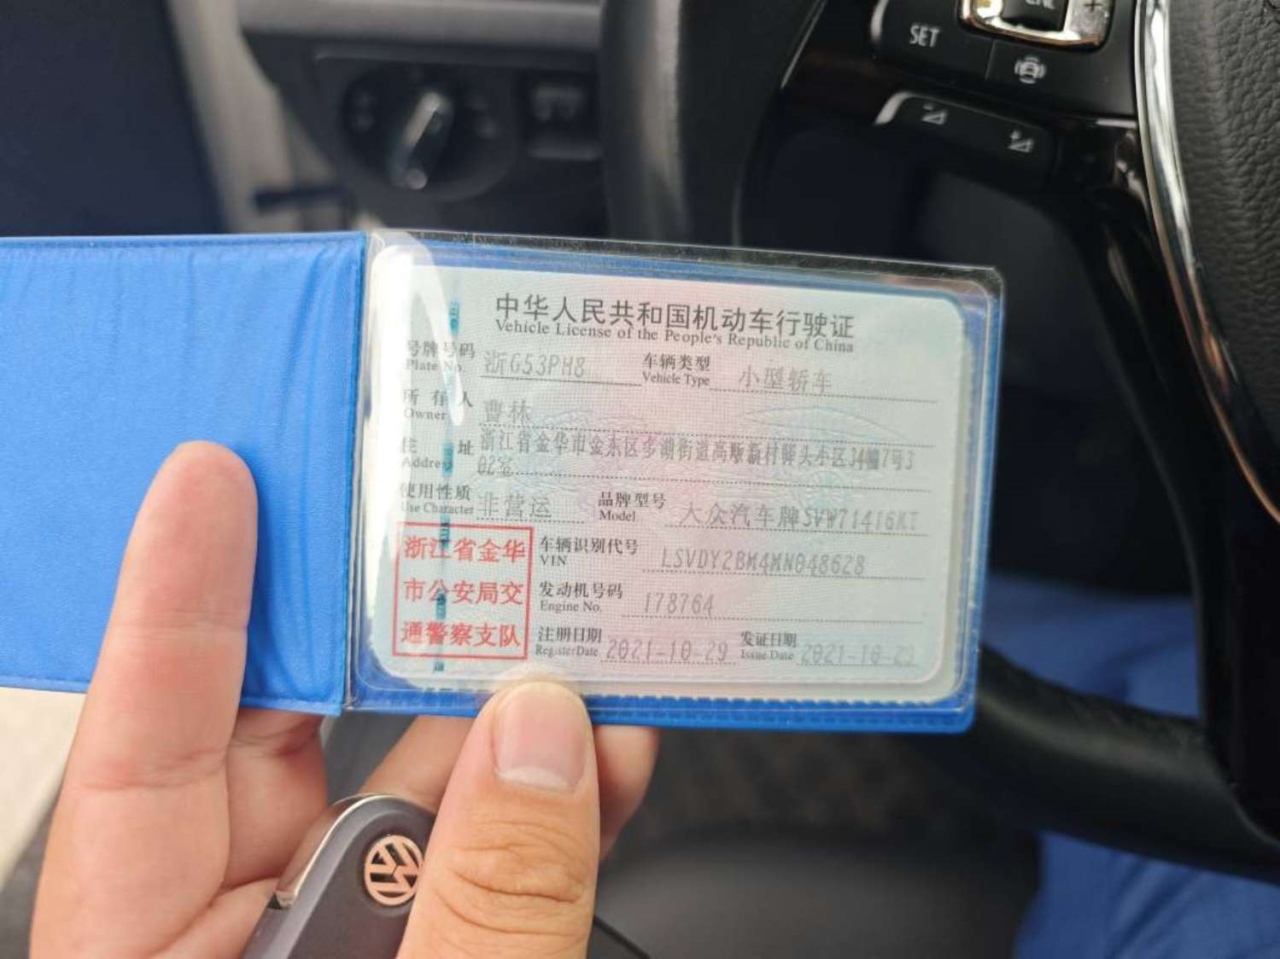 SET
中华人民共和国机动车行驶证
Vehicle License of the People's Republic of China
号牌号码 浙G53PH8 车辆类型 小型轿车
Plate No. Vehicle Type
所有人 曹林
Owner
住址 浙江省金华市金东区多湖街道高畈新村驿头小区34幢7号3
Address 02室
使用性质 非营运 品牌型号 大众汽车牌SVW71416KI
Use Character Model
浙江省金华
市公安局交
通警察支队
车辆识别代号 LSVDY2BM4MN048628
VIN
发动机号码 178764
Engine No.
注册日期 2021-10-29 发证日期 2021-10-29
Register Date Issue Date